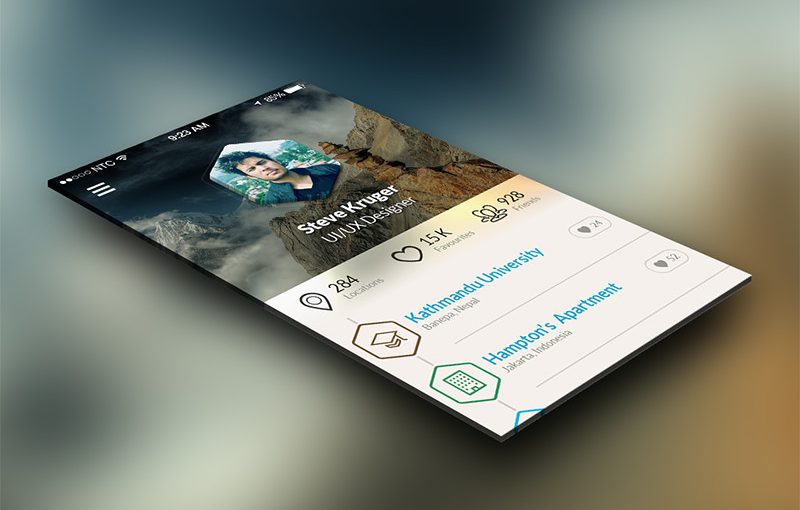 NTC
9:23 AM
85%
Steve Kruger
UI/UX Designer
284
Locations
15K
Favourites
928
Friends
Kathmandu University
Banepa, Nepal
24
Hampton's Apartment
Jakarta, Indonesia
52